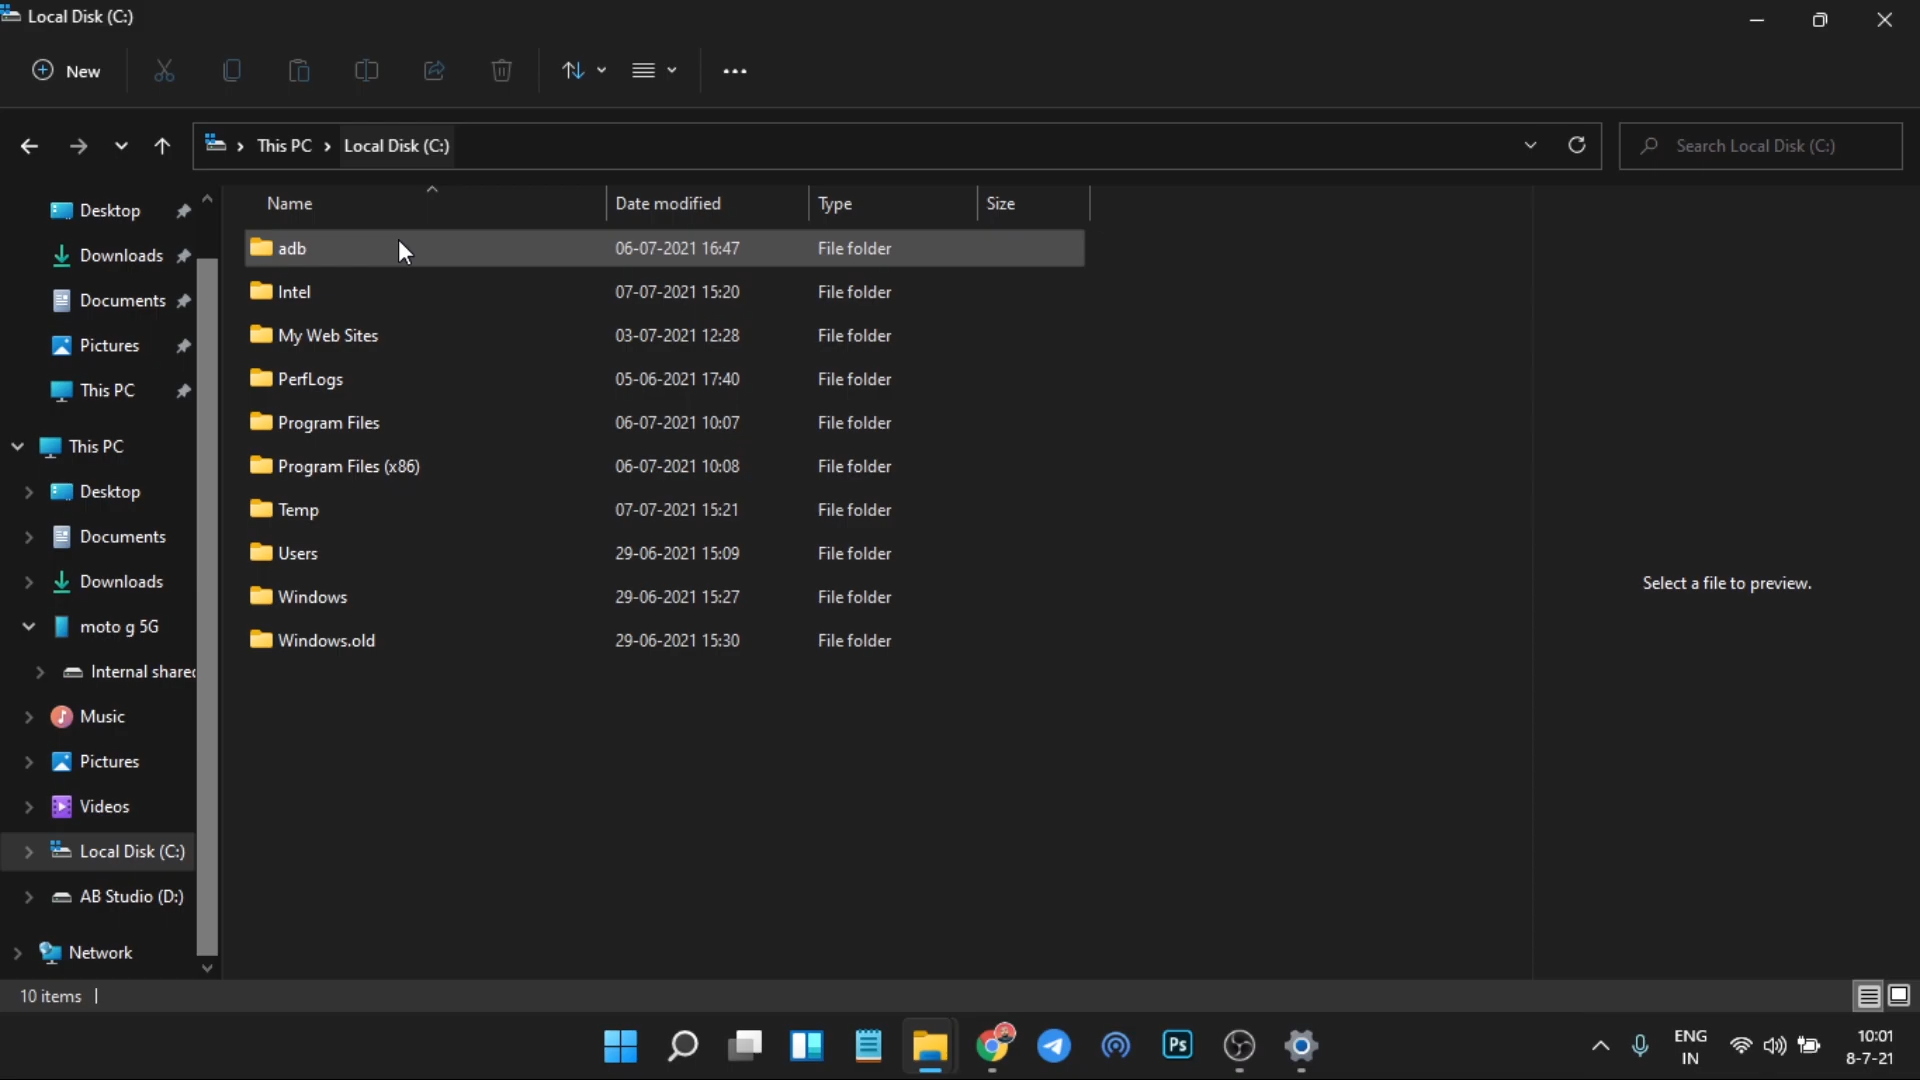 Local Disk (C:)
New
This PC
Local Disk (C:)
Search Local Disk (C:)
Desktop
Downloads
Documents
Pictures
This PC
This PC
Desktop
Documents
Downloads
moto g 5G
Internal shared
Music
Pictures
Videos
Local Disk (C:)
AB Studio (D:)
Network
Name Date modified Type Size
adb 06-07-2021 16:47 File folder
Intel 07-07-2021 15:20 File folder
My Web Sites 03-07-2021 12:28 File folder
PerfLogs 05-06-2021 17:40 File folder
Program Files 06-07-2021 10:07 File folder
Program Files (x86) 06-07-2021 10:08 File folder
Temp 07-07-2021 15:21 File folder
Users 29-06-2021 15:09 File folder
Windows 29-06-2021 15:27 File folder
Windows.old 29-06-2021 15:30 File folder
Select a file to preview.
10 items
Ps
ENG
IN
10:01
8-7-21